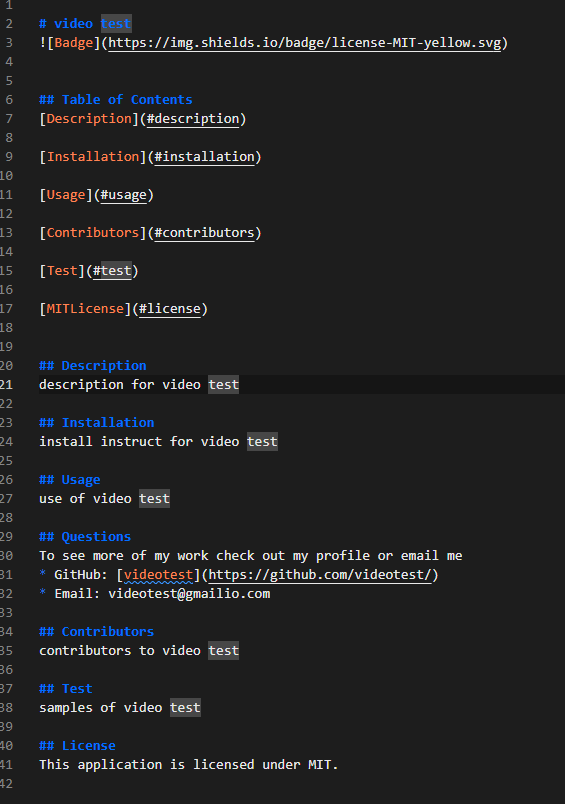 1
2 # video test
3 ![Badge](https://img.shields.io/badge/license-MIT-yellow.svg)
4
5
6 ## Table of Contents
7 [Description](#description)
8
9 [Installation](#installation)
10
11 [Usage](#usage)
12
13 [Contributors](#contributors)
14
15 [Test](#test)
16
17 [MITLicense](#license)
18
19
20 ## Description
21 description for video test
22
23 ## Installation
24 install instruct for video test
25
26 ## Usage
27 use of video test
28
29 ## Questions
30 To see more of my work check out my profile or email me
31 * GitHub: [videotest](https://github.com/videotest/)
32 * Email: videotest@gmailio.com
33
34 ## Contributors
35 contributors to video test
36
37 ## Test
38 samples of video test
39
40 ## License
41 This application is licensed under MIT.
42